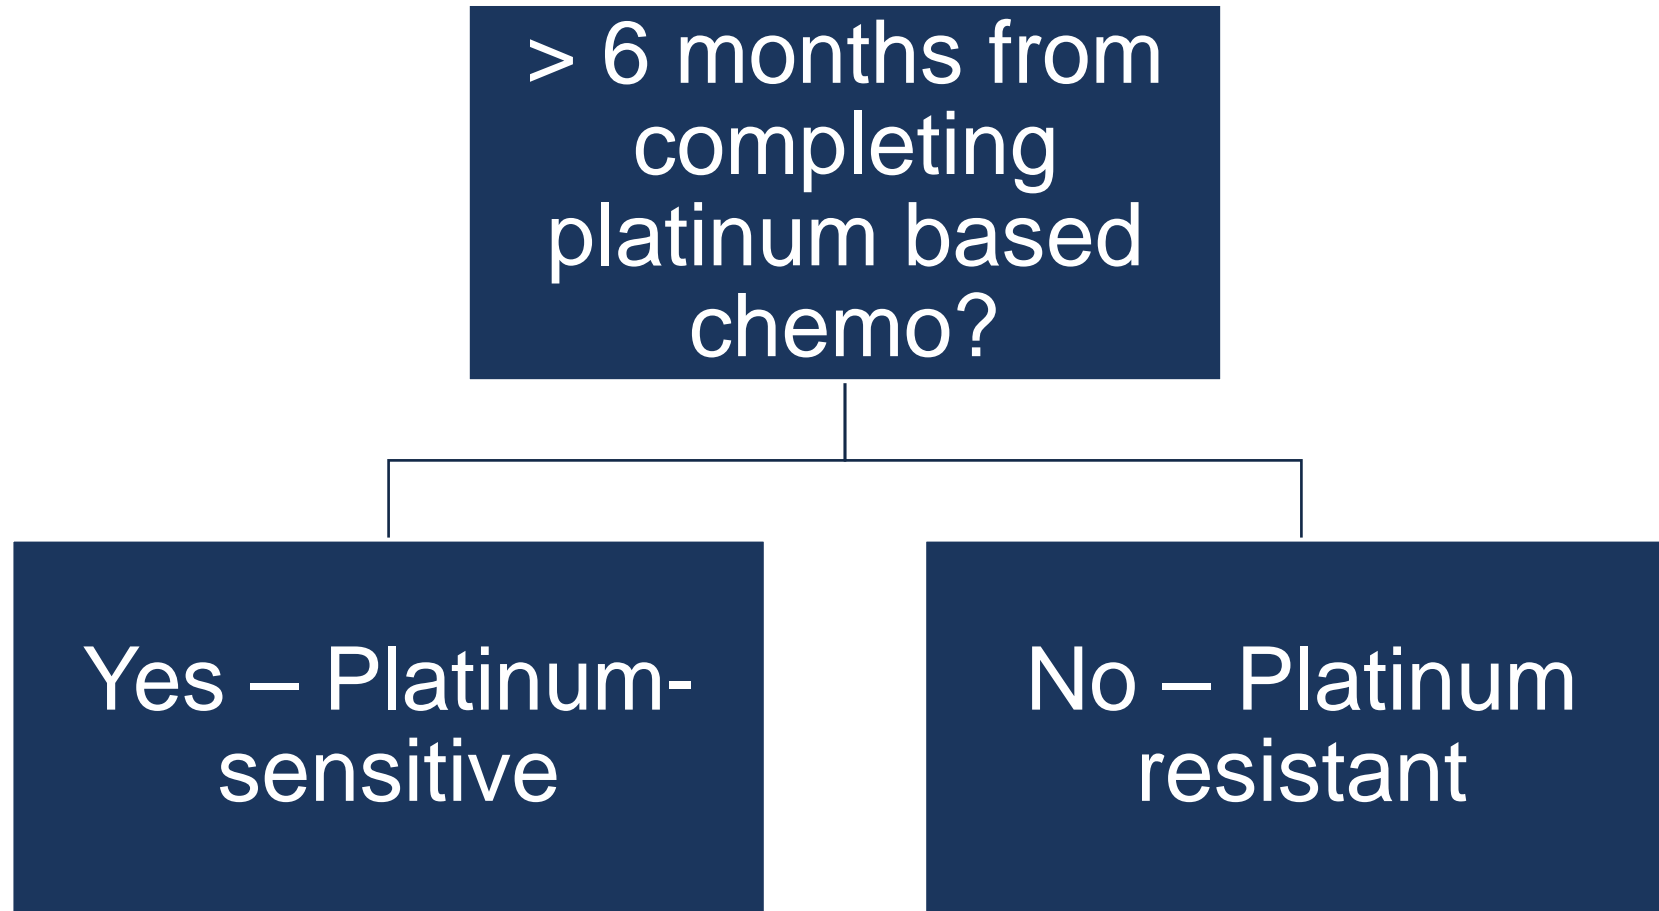 > 6 months from
completing
platinum based
chemo?
Yes – Platinum-
sensitive
No – Platinum
resistant